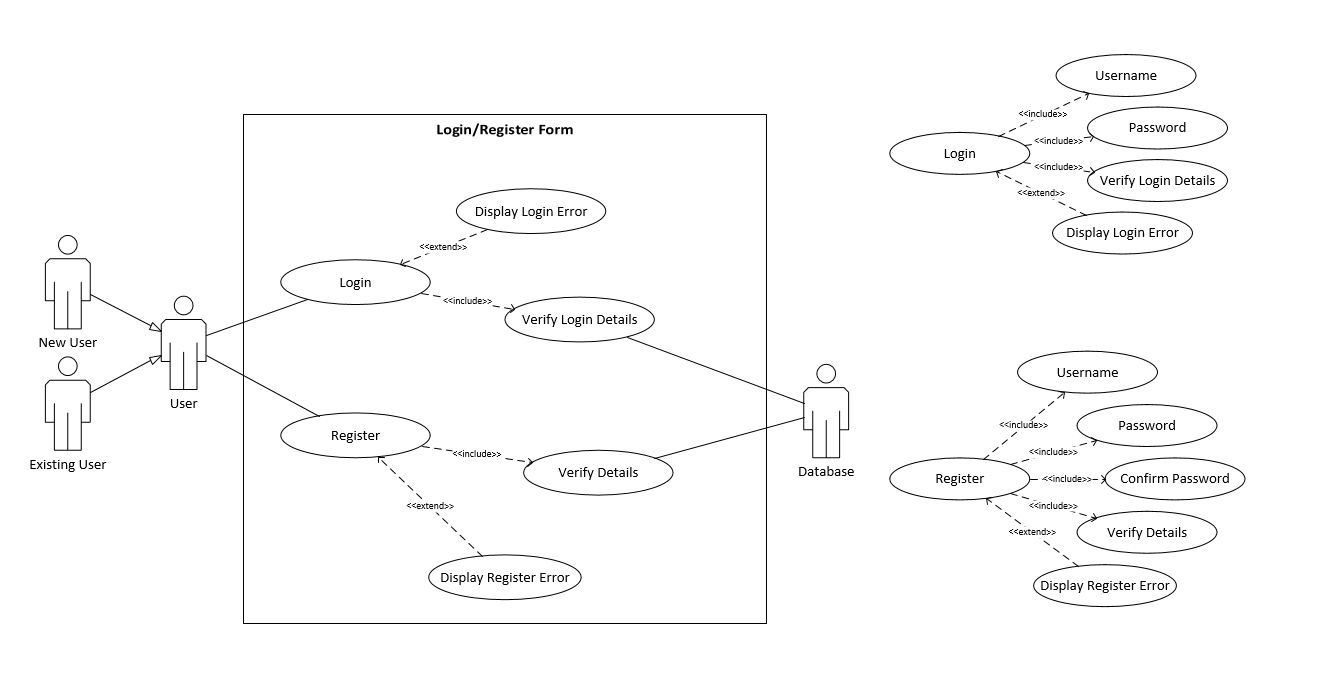 Login/Register Form
Display Login Error
<<extend>>
Login
<<include>>
Verify Login Details
New User
User
Existing User
Register
<<include>>
Verify Details
<<extend>>
Display Register Error
Database
Username
<<include>>
Password
<<include>>
Login
<<include>>
Verify Login Details
<<extend>>
Display Login Error
Username
<<include>>
Password
<<include>>
Register
<<include>>
Confirm Password
<<include>>
Verify Details
<<extend>>
Display Register Error